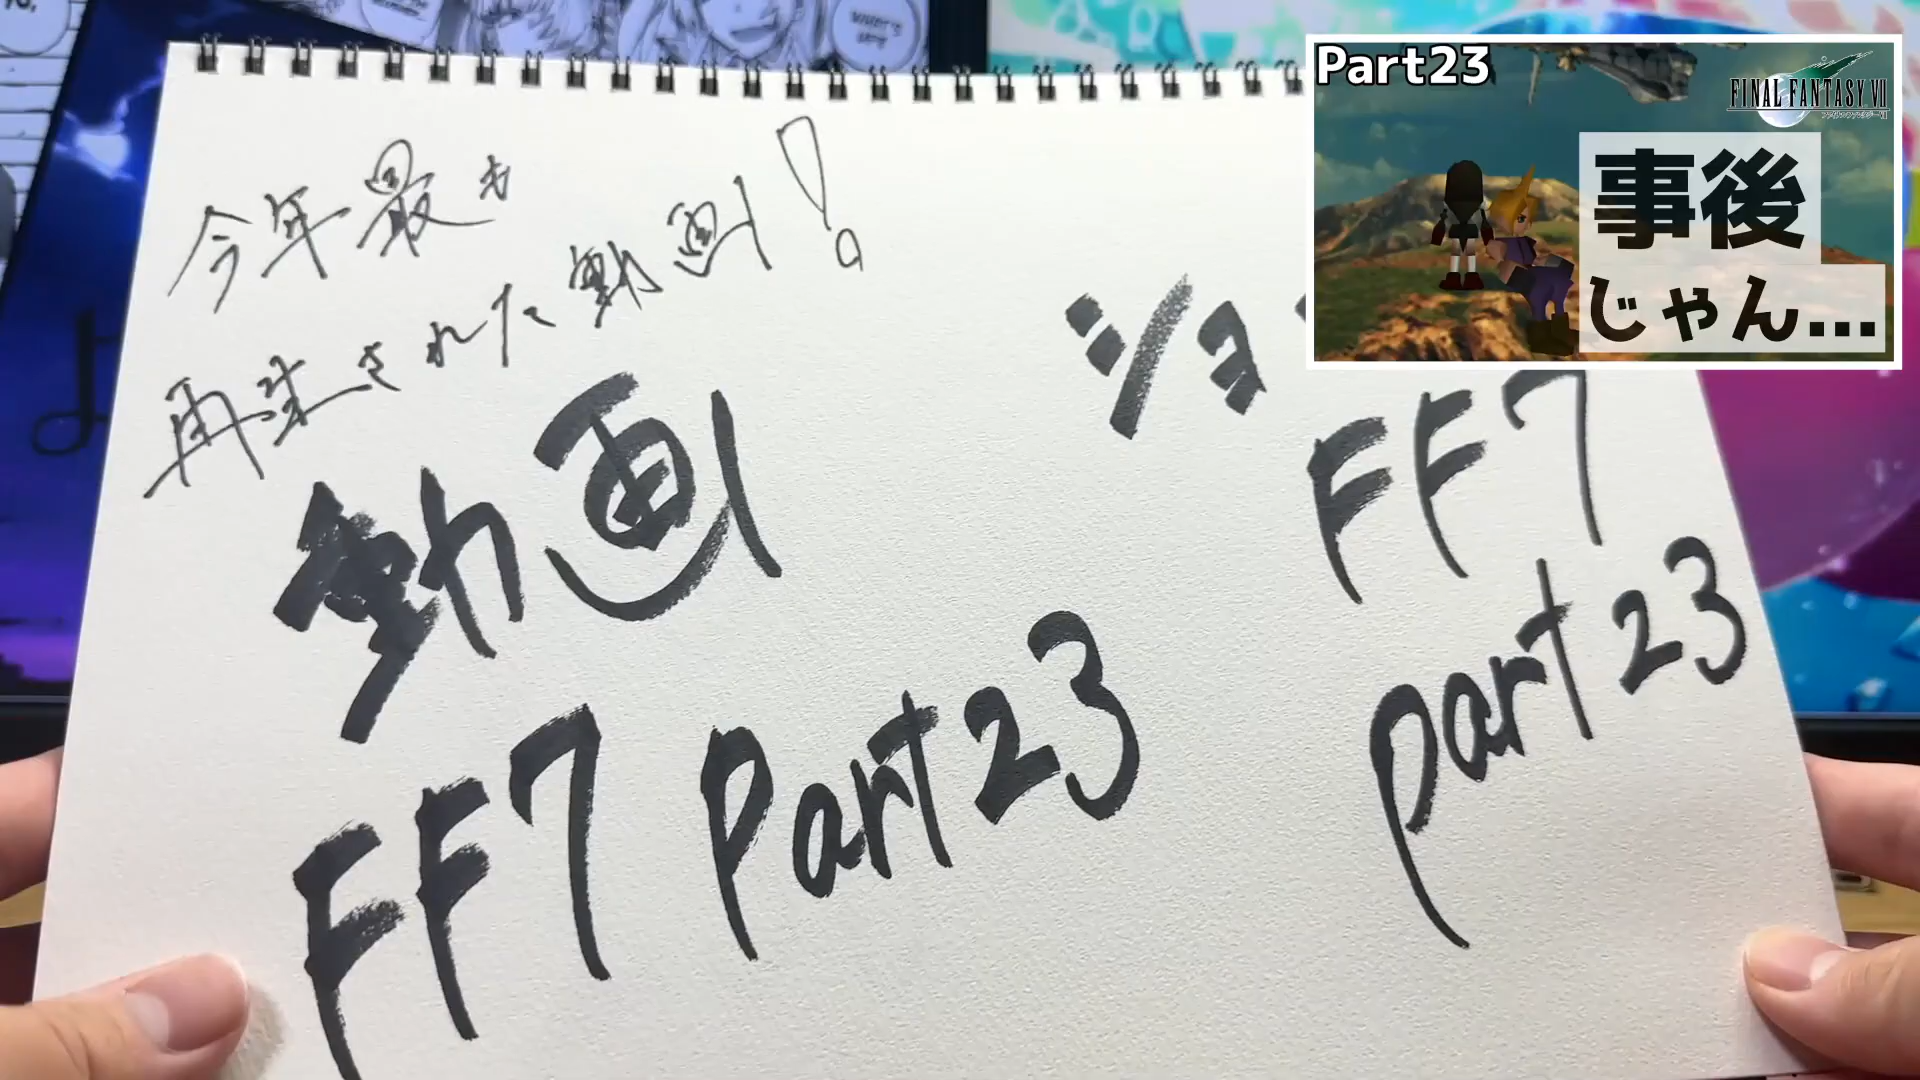 今年最も
再生された動画!
動画
FF7 Part23
ショ
FF7
part23
Part23
FINAL FANTASY VII
事後
じゃん...